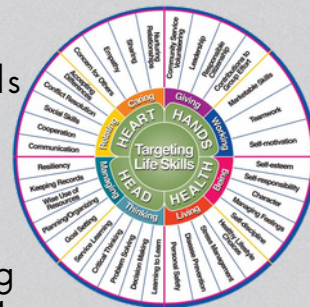 ls
g
Targeting
Life Skills
HEART
HANDS
HEALTH
HEAD
Caring
Giving
Working
Being
Living
Thinking
Managing
Relating
Concern for Others
Empathy
Sharing
Nurturing
Relationships
Community Service
Volunteering
Leadership
Responsible
Citizenship
Contributions to
Group Effort
Marketable Skills
Teamwork
Self-motivation
Self-esteem
Self-responsibility
Character
Managing Feelings
Self-discipline
Healthy Lifestyle
Choices
Stress Management
Disease Prevention
Personal Safety
Learning to Learn
Decision Making
Problem Solving
Critical Thinking
Service Learning
Goal Setting
Planning/Organizing
Wise Use of
Resources
Keeping Records
Resiliency
Communication
Cooperation
Social Skills
Conflict Resolution
Accepting
Differences